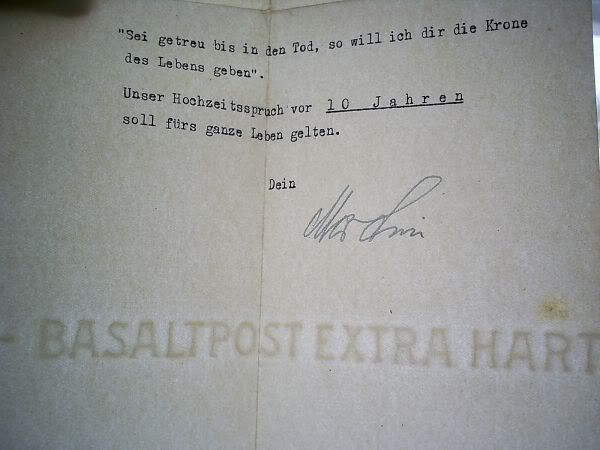 "Sei getreu bis in den Tod, so will ich dir die Krone
des Lebens geben".
Unser Hochzeitsspruch vor 10 Jahren
soll fürs ganze Leben gelten.
Dein
- BASALTPOST EXTRA HART